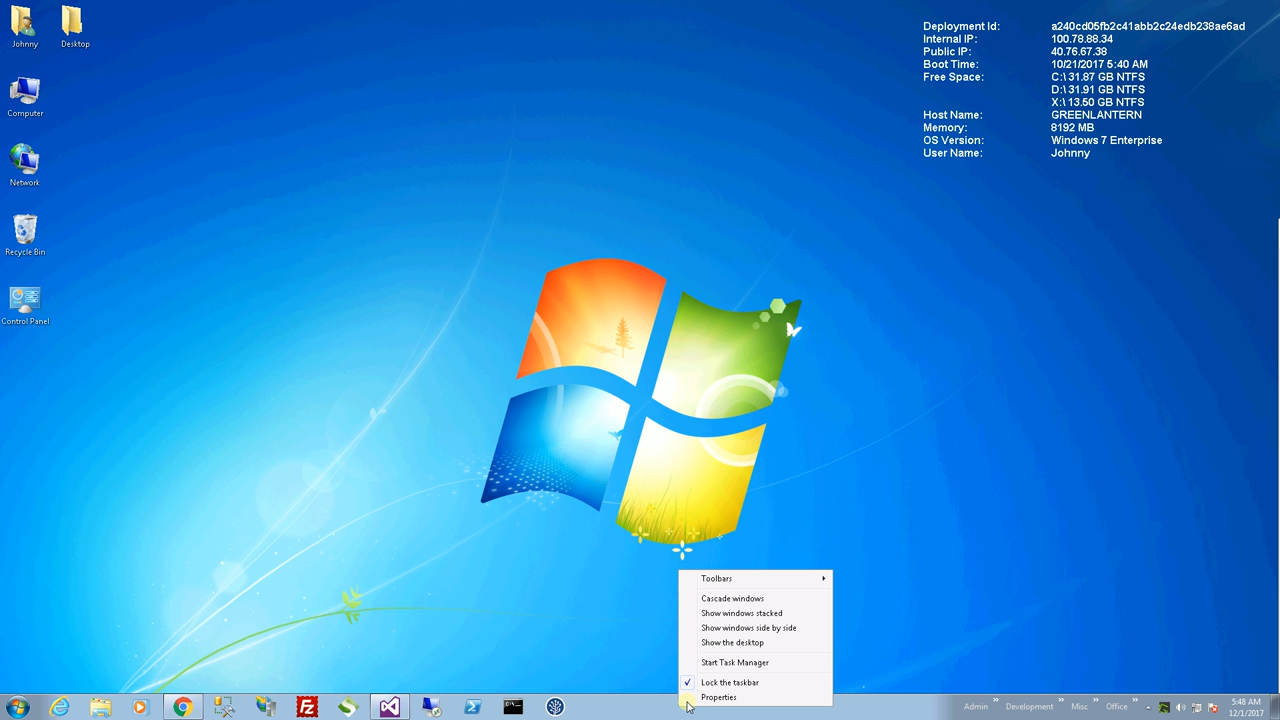 Johnny
Desktop
Computer
Network
Recycle Bin
Control Panel
Deployment Id: a240cd05fb2c41abb2c24edb238ae6ad
Internal IP: 100.78.88.34
Public IP: 40.76.67.38
Boot Time: 10/21/2017 5:40 AM
Free Space: C:\ 31.87 GB NTFS
D:\ 31.91 GB NTFS
X:\ 13.50 GB NTFS
Host Name: GREENLANTERN
Memory: 8192 MB
OS Version: Windows 7 Enterprise
User Name: Johnny
Toolbars
Cascade windows
Show windows stacked
Show windows side by side
Show the desktop
Start Task Manager
Lock the taskbar
Properties
FZ
Admin » Development » Misc » Office »
5:48 AM
12/1/2017